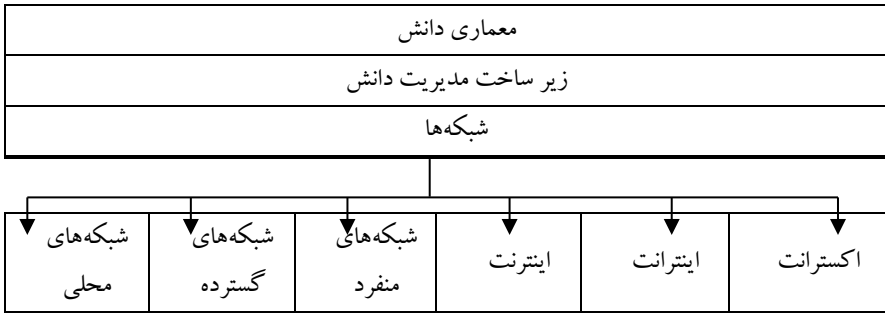 معماری دانش
زیر ساخت مدیریت دانش
شبکه‌ها
اکسترانت
اینترانت
اینترنت
شبکه‌های
منفرد
شبکه‌های
گسترده
شبکه‌های
محلی